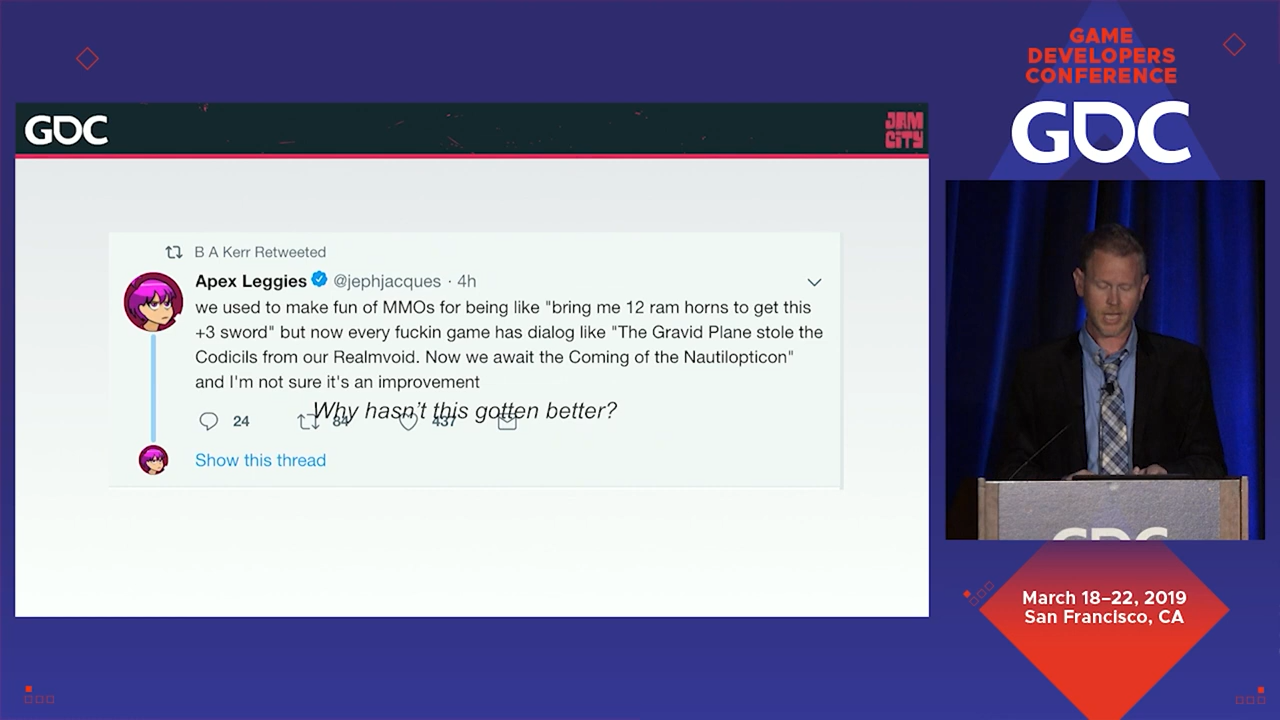 GDC
JAM
CITY
B A Kerr Retweeted
Apex Leggies @jephjacques · 4h
we used to make fun of MMOs for being like "bring me 12 ram horns to get this
+3 sword" but now every fuckin game has dialog like "The Gravid Plane stole the
Codicils from our Realmvoid. Now we await the Coming of the Nautilopticon"
and I'm not sure it's an improvement
Why hasn't this gotten better?
24 84 437
Show this thread
GAME
DEVELOPERS
CONFERENCE
GDC
GDC
March 18–22, 2019
San Francisco, CA